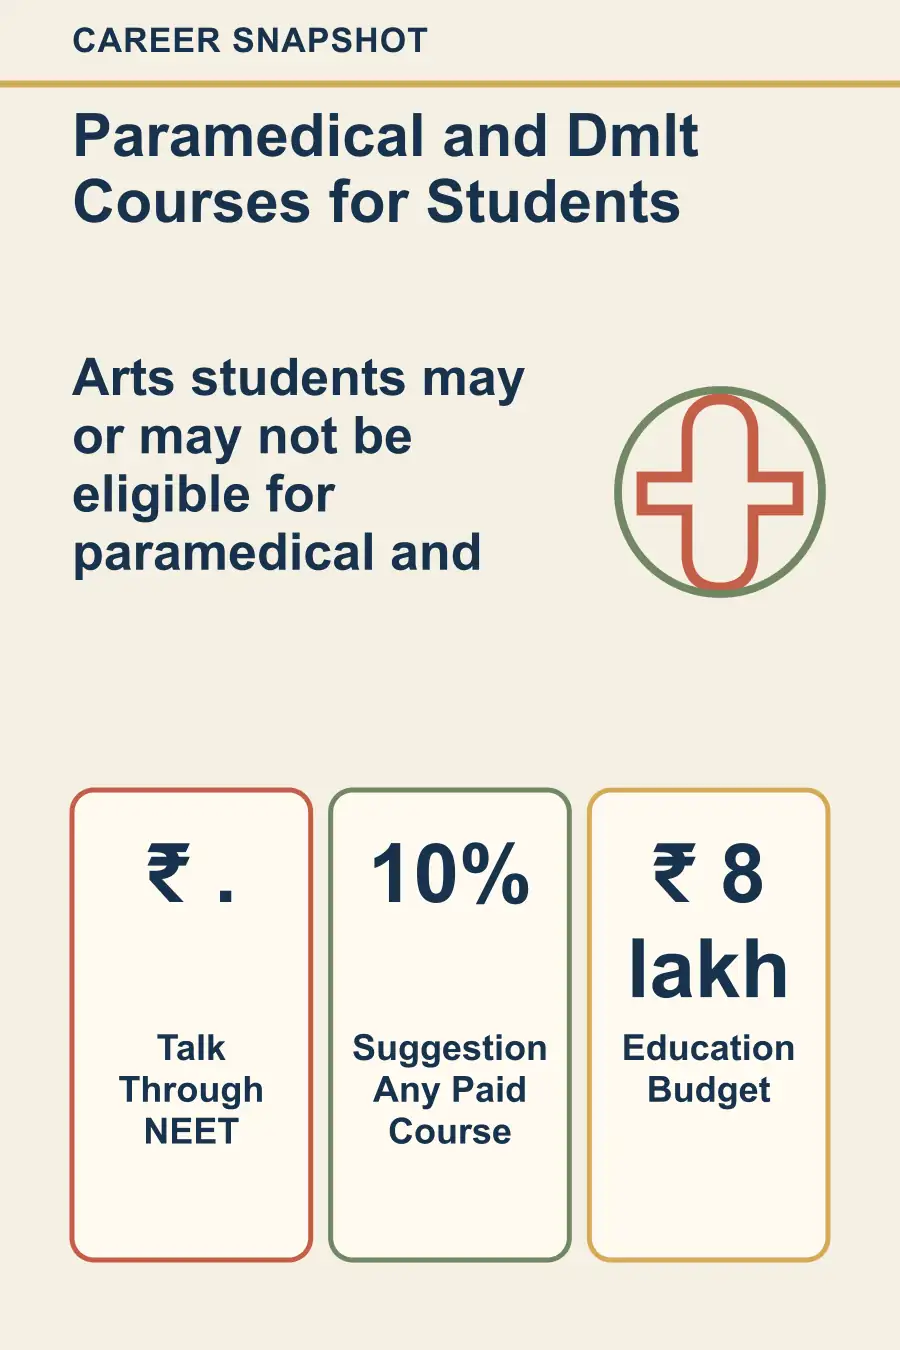 CAREER SNAPSHOT
Paramedical and Dmlt
Courses for Students
Arts students may
or may not be
eligible for
paramedical and
₹ .
Talk
Through
NEET
10%
Suggestion
Any Paid
Course
₹ 8
lakh
Education
Budget